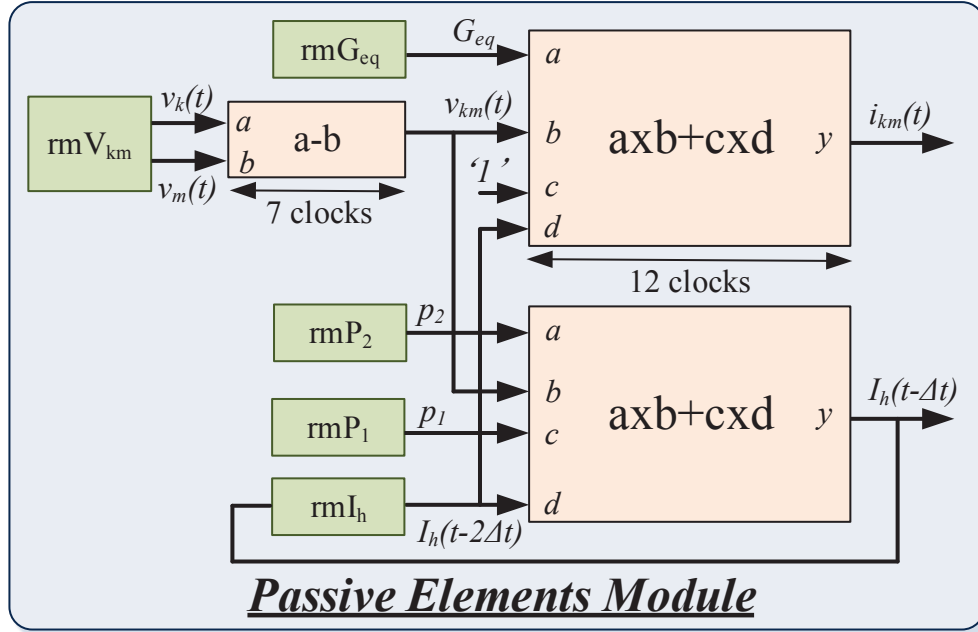 rmG_eq
G_eq
a
rmV_km
v_k(t)
v_m(t)
a
b
a-b
7 clocks
v_km(t)
b
‘1’
c
d
axb+cxd
y
i_km(t)
12 clocks
rmP_2
p_2
a
b
rmP_1
p_1
c
axb+cxd
y
I_h(t-Δt)
rmI_h
I_h(t-2Δt)
d
Passive Elements Module